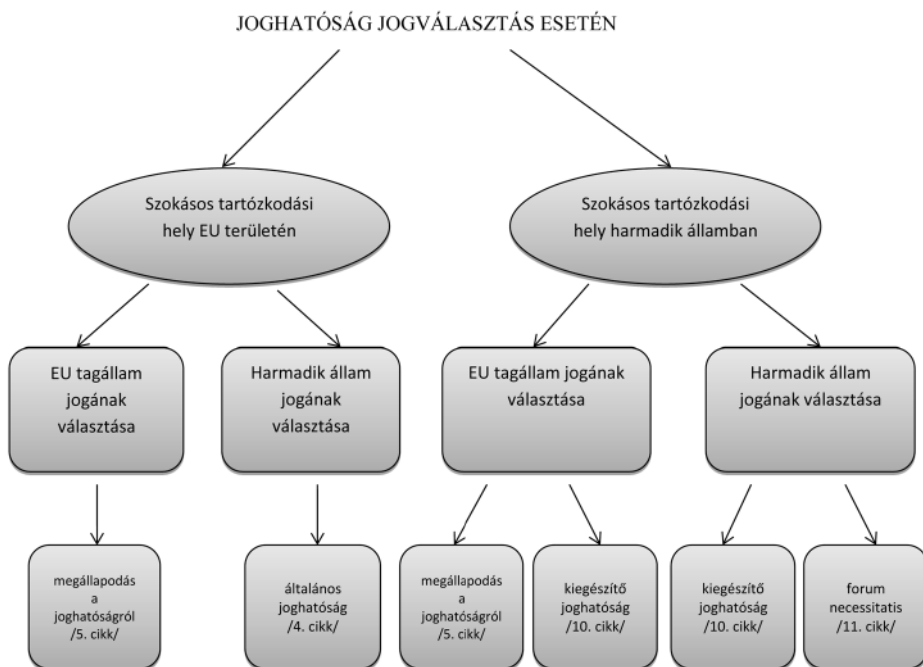 JOGHATÓSÁG JOGVÁLASZTÁS ESETÉN
Szokásos tartózkodási
hely EU területén
Szokásos tartózkodási
hely harmadik államban
EU tagállam
jogának
választása
Harmadik állam
jogának
választása
EU tagállam jogának
választása
Harmadik állam
jogának választása
megállapodás
a
joghatóságról
/5. cikk/
általános
joghatóság
/4. cikk/
megállapodás
a
joghatóságról
/5. cikk/
kiegészítő
joghatóság
/10. cikk/
kiegészítő
joghatóság
/10. cikk/
forum
necessitatis
/11. cikk/